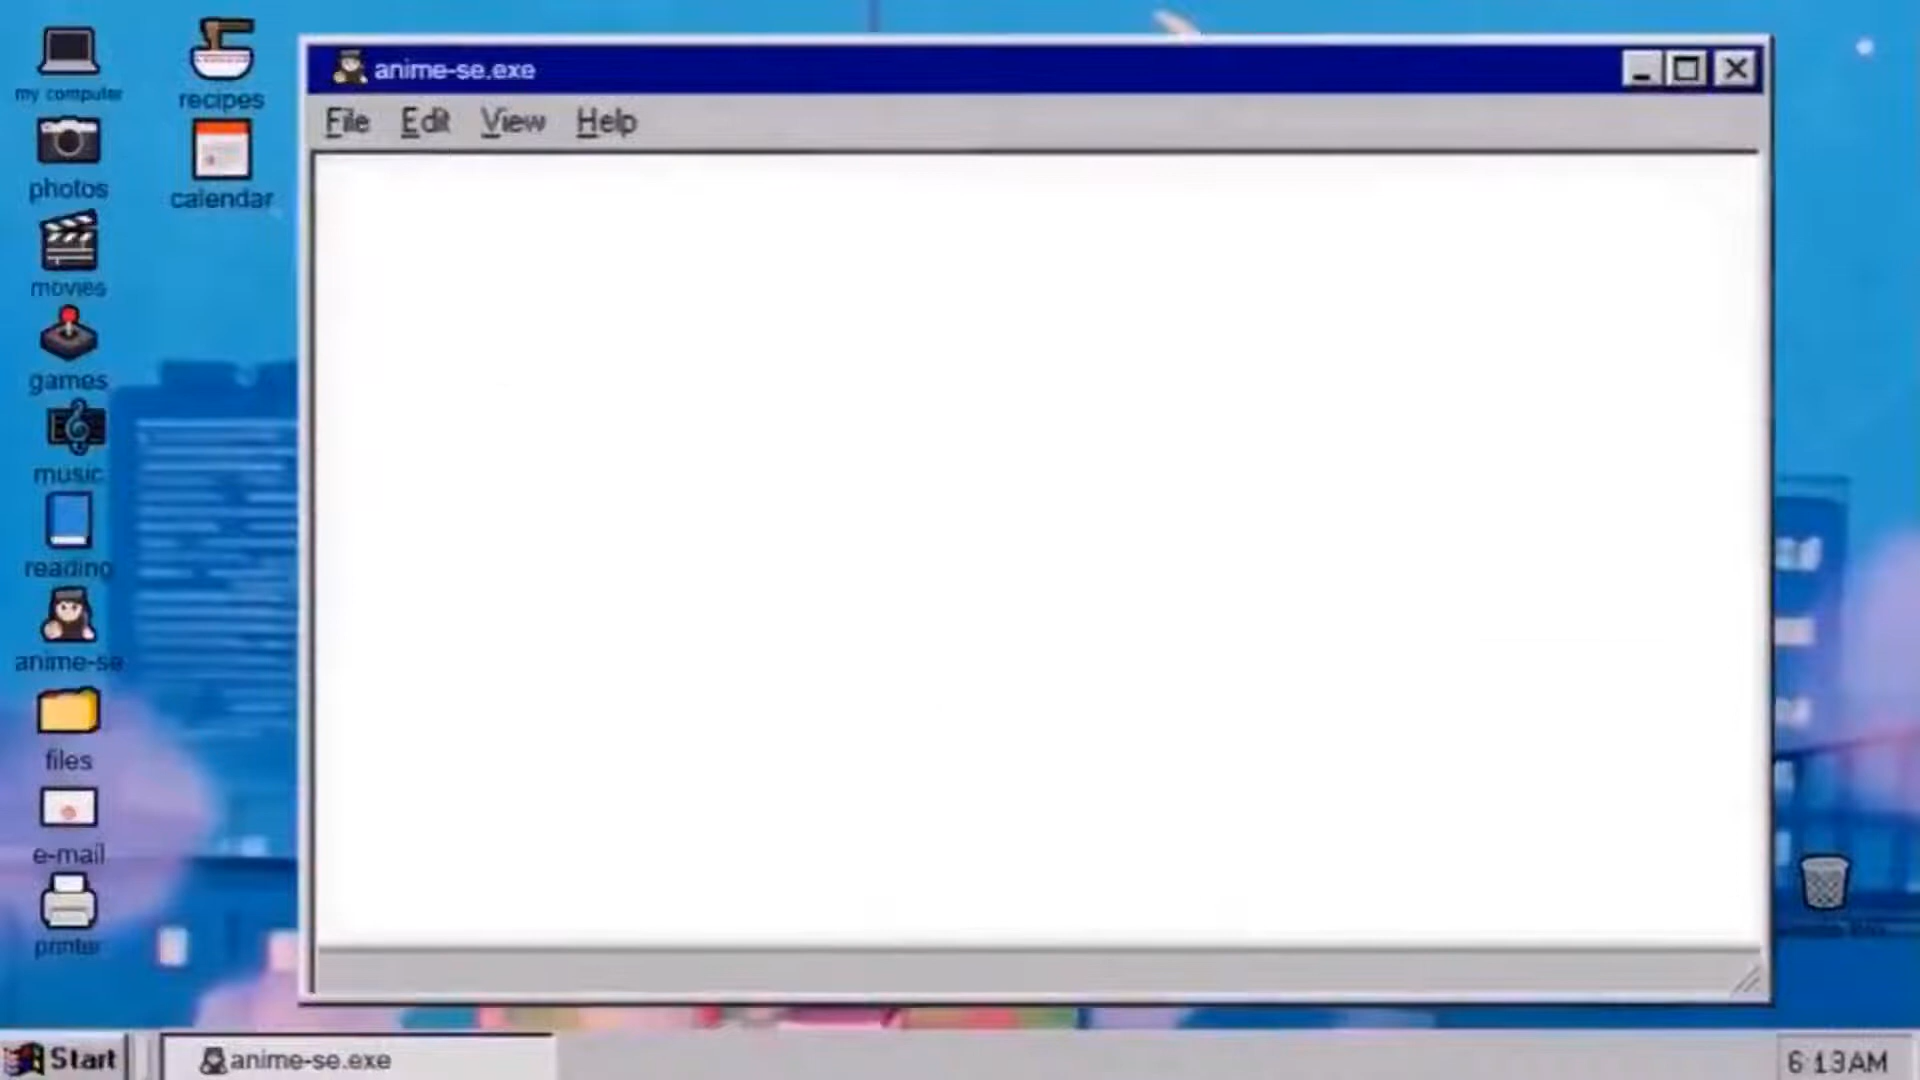 my computer
recipes
photos
calendar
movies
games
music
reading
anime-se
files
e-mail
printer
anime-se.exe
File Edit View Help
Start
anime-se.exe
6:13AM